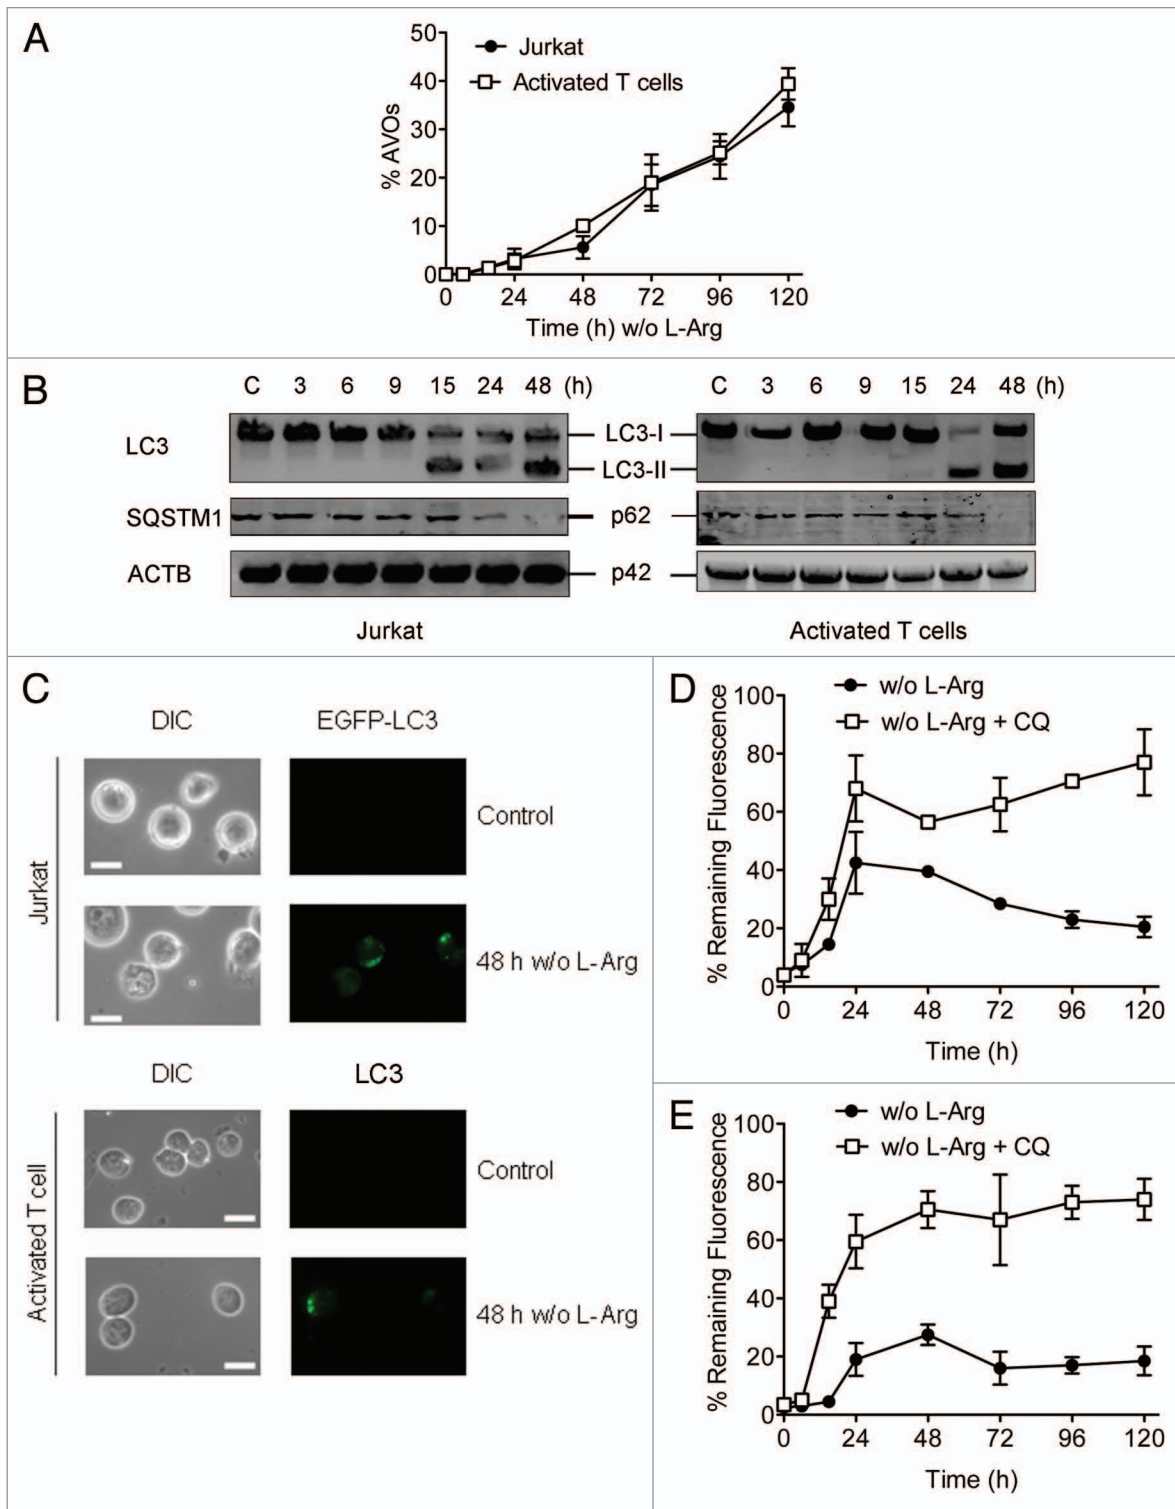 A
50
40
30
20
10
0
% AVOs
Jurkat
Activated T cells
0 24 48 72 96 120
Time (h) w/o L-Arg
B
C 3 6 9 15 24 48 (h)
C 3 6 9 15 24 48 (h)
LC3
LC3-I
LC3-II
SQSTM1
p62
ACTB
p42
Jurkat
Activated T cells
C
DIC EGFP-LC3
Jurkat
Control
48 h w/o L-Arg
DIC LC3
Activated T cell
Control
48 h w/o L-Arg
D
w/o L-Arg
w/o L-Arg + CQ
% Remaining Fluorescence
100
80
60
40
20
0
0 24 48 72 96 120
Time (h)
E
w/o L-Arg
w/o L-Arg + CQ
% Remaining Fluorescence
100
80
60
40
20
0
0 24 48 72 96 120
Time (h)